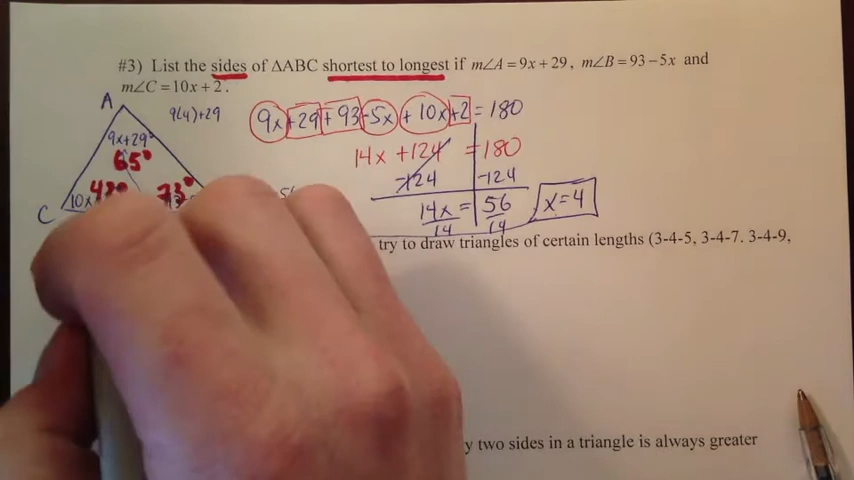 #3) List the sides of ΔABC shortest to longest if m∠A = 9x + 29, m∠B = 93 − 5x and
m∠C = 10x + 2.
A
9(4)+29
9x+29 + 93 -5x + 10x +2 = 180
9x+29°
65°
14x + 124 = 180
-124 -124
73°
C
10x
14x = 56
14 14
x=4
try to draw triangles of certain lengths (3-4-5, 3-4-7. 3-4-9,
y two sides in a triangle is always greater